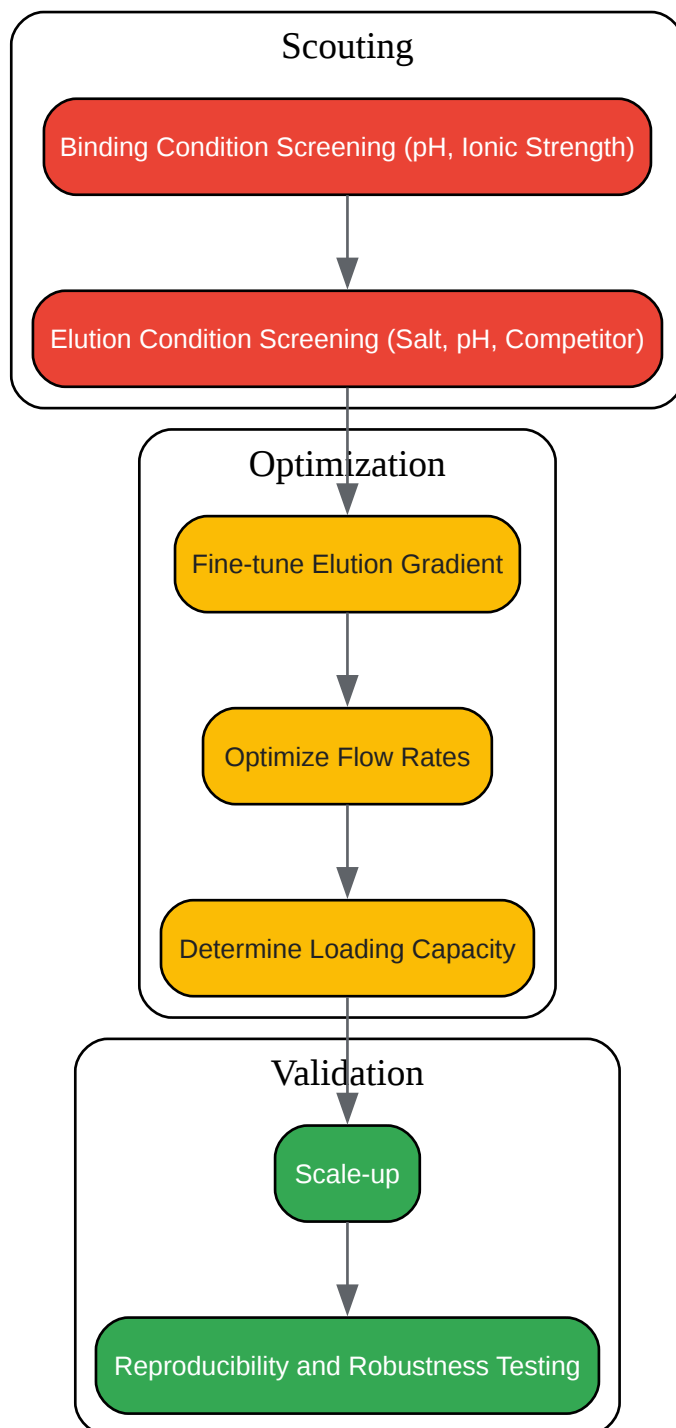 Scouting
Binding Condition Screening (pH, Ionic Strength)
Elution Condition Screening (Salt, pH, Competitor)
Optimization
Fine-tune Elution Gradient
Optimize Flow Rates
Determine Loading Capacity
Validation
Scale-up
Reproducibility and Robustness Testing